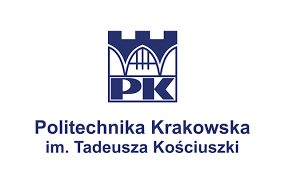 PK
Politechnika Krakowska
im. Tadeusza Kościuszki